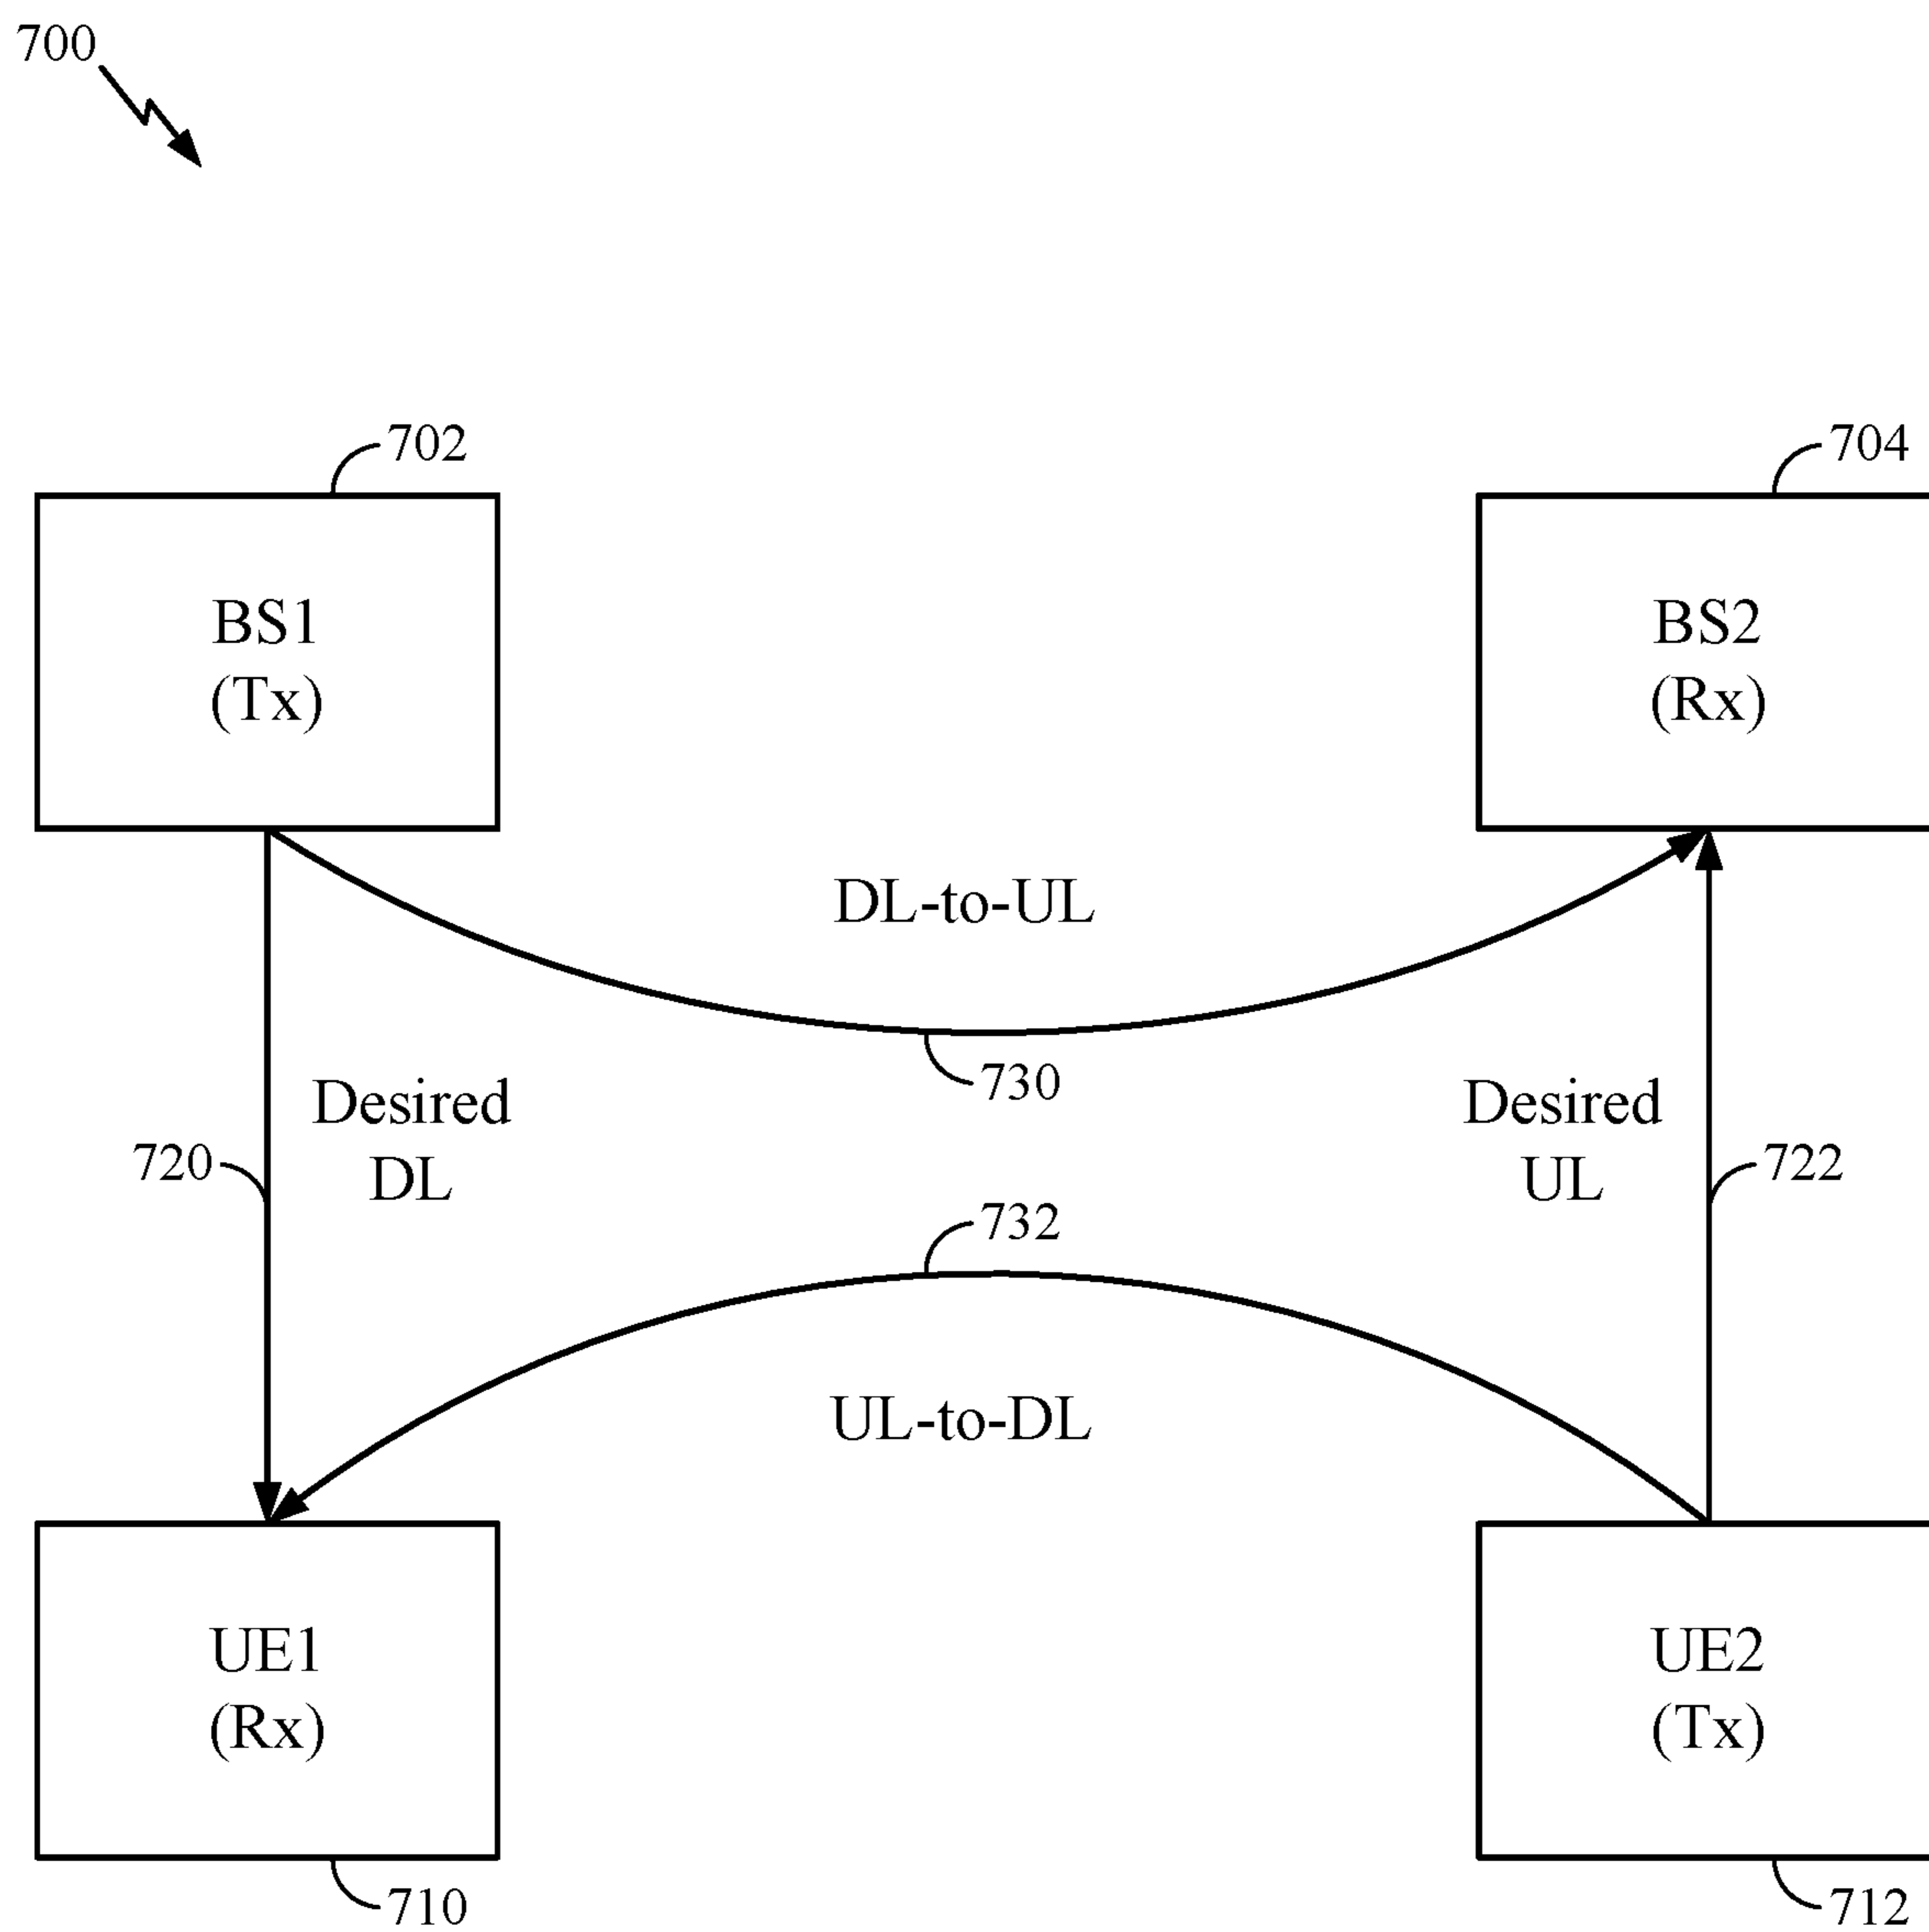 700
702
704
BS1
(Tx)
BS2
(Rx)
DL-to-UL
730
Desired
DL
Desired
UL
720
722
732
UL-to-DL
UE1
(Rx)
UE2
(Tx)
710
712